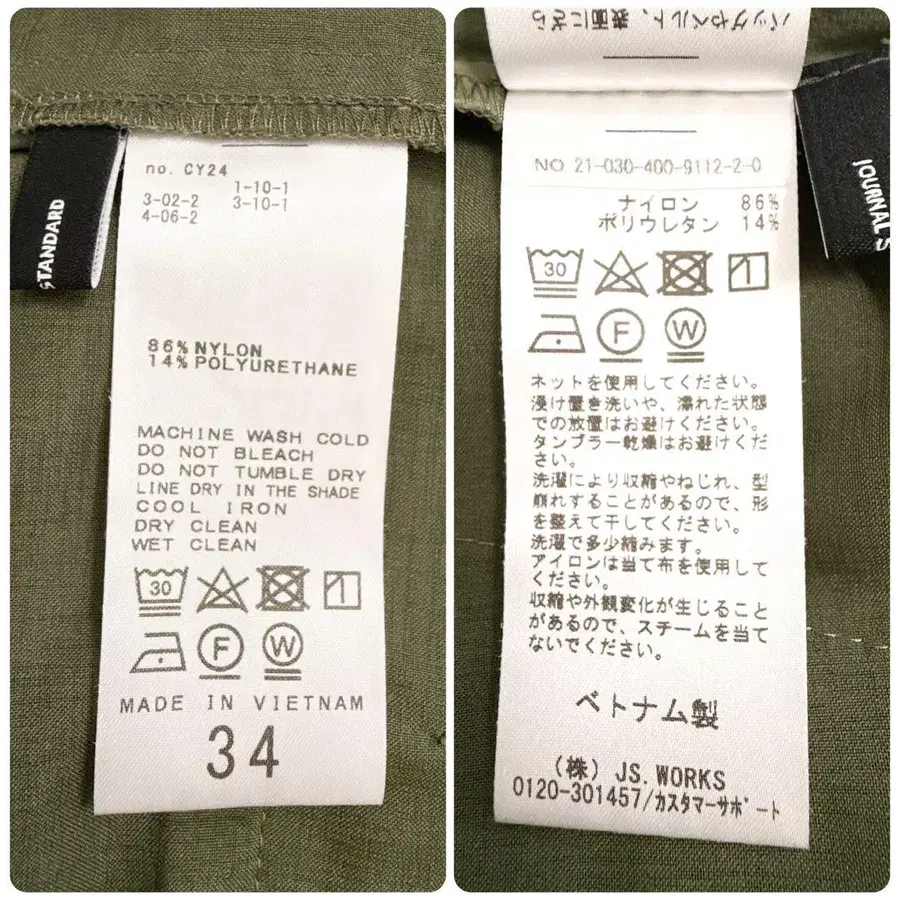 STANDARD
no. CY24
1-10-1
3-02-2 3-10-1
4-06-2
86% NYLON
14% POLYURETHANE
MACHINE WASH COLD
DO NOT BLEACH
DO NOT TUMBLE DRY
LINE DRY IN THE SHADE
COOL IRON
DRY CLEAN
WET CLEAN
30
F W
MADE IN VIETNAM
34
バッグやベルト、表面にざら
NO 21-030-400-9112-2-0
JOURNAL S
ナイロン 86%
ポリウレタン 14%
30
F W
ネットを使用してください。
浸け置き洗いや、濡れた状態
での放置はお避けください。
タンブラー乾燥はお避けくだ
さい。
洗濯により収縮やねじれ、型
崩れすることがあるので、形
を整えて干してください。
洗濯で多少縮みます。
アイロンは当て布を使用して
ください。
収縮や外観変化が生じること
があるので、スチームを当て
ないでください。
ベトナム製
(株) JS.WORKS
0120-301457/カスタマーサポート